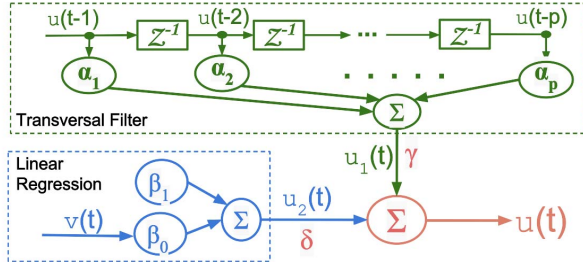 u(t-1) Z⁻¹ u(t-2) Z⁻¹ ... Z⁻¹ u(t-p)
α₁ α₂ . . . . . αₚ
Σ
Transversal Filter
u₁(t) γ
Linear
Regression
β₁
v(t) β₀ Σ u₂(t) δ Σ u(t)